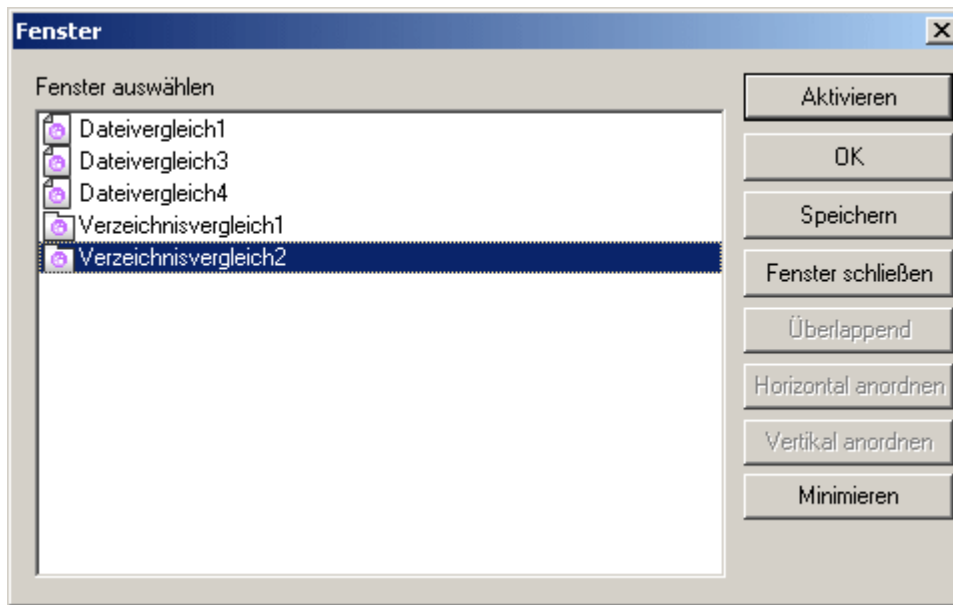 Fenster
Fenster auswählen
Dateivergleich1
Dateivergleich3
Dateivergleich4
Verzeichnisvergleich1
Verzeichnisvergleich2
Aktivieren
OK
Speichern
Fenster schließen
Überlappend
Horizontal anordnen
Vertikal anordnen
Minimieren